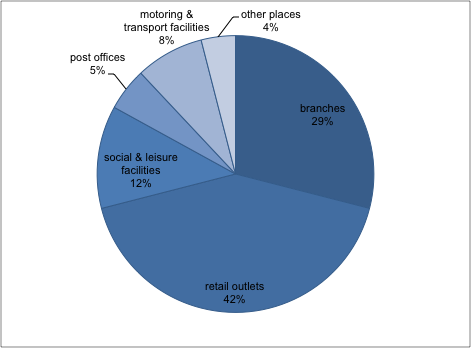 motoring &
transport facilities
8%
other places
4%
post offices
5%
branches
29%
social & leisure
facilities
12%
retail outlets
42%